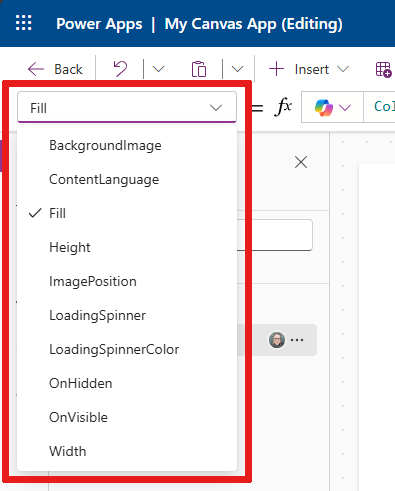 Power Apps | My Canvas App (Editing)
Back
Insert
Fill
= fx
Col
BackgroundImage
ContentLanguage
Fill
Height
ImagePosition
LoadingSpinner
LoadingSpinnerColor
OnHidden
OnVisible
Width